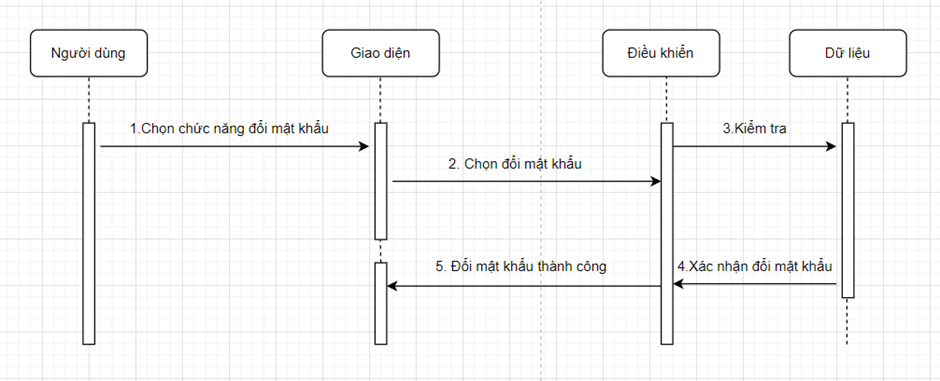 Người dùng
Giao diện
Điều khiển
Dữ liệu
1.Chọn chức năng đổi mật khẩu
3.Kiểm tra
2. Chọn đổi mật khẩu
5. Đổi mật khẩu thành công
4.Xác nhận đổi mật khẩu